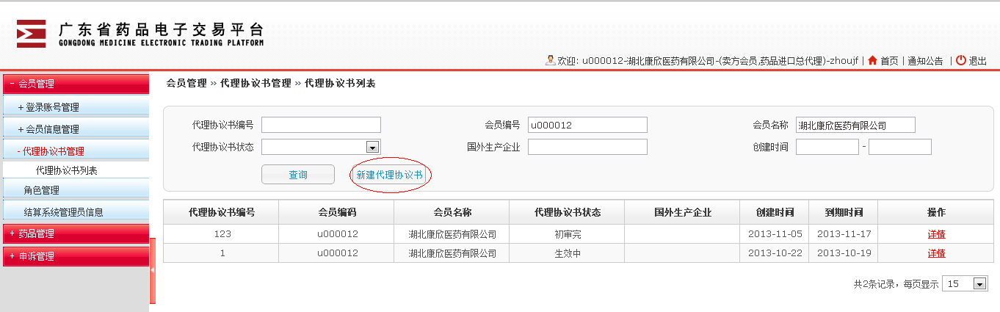 广东省药品电子交易平台
GONGDONG MEDICINE ELECTRONIC TRADING PLATFORM
欢迎: u000012-湖北康欣医药有限公司-(卖方会员,药品进口总代理)-zhoujf | 首页 | 通知公告 | 退出
- 会员管理
+ 登录账号管理
+ 会员信息管理
- 代理协议书管理
代理协议书列表
角色管理
结算系统管理员信息
+ 药品管理
+ 申诉管理
会员管理 » 代理协议书管理 » 代理协议书列表
代理协议书编号 会员编号 u000012 会员名称 湖北康欣医药有限公司
代理协议书状态 国外生产企业 创建时间 -
查询 新建代理协议书
代理协议书编号 会员编码 会员名称 代理协议书状态 国外生产企业 创建时间 到期时间 操作
123 u000012 湖北康欣医药有限公司 初审完 2013-11-05 2013-11-17 详情
1 u000012 湖北康欣医药有限公司 生效中 2013-10-22 2013-10-19 详情
共2条记录，每页显示 15